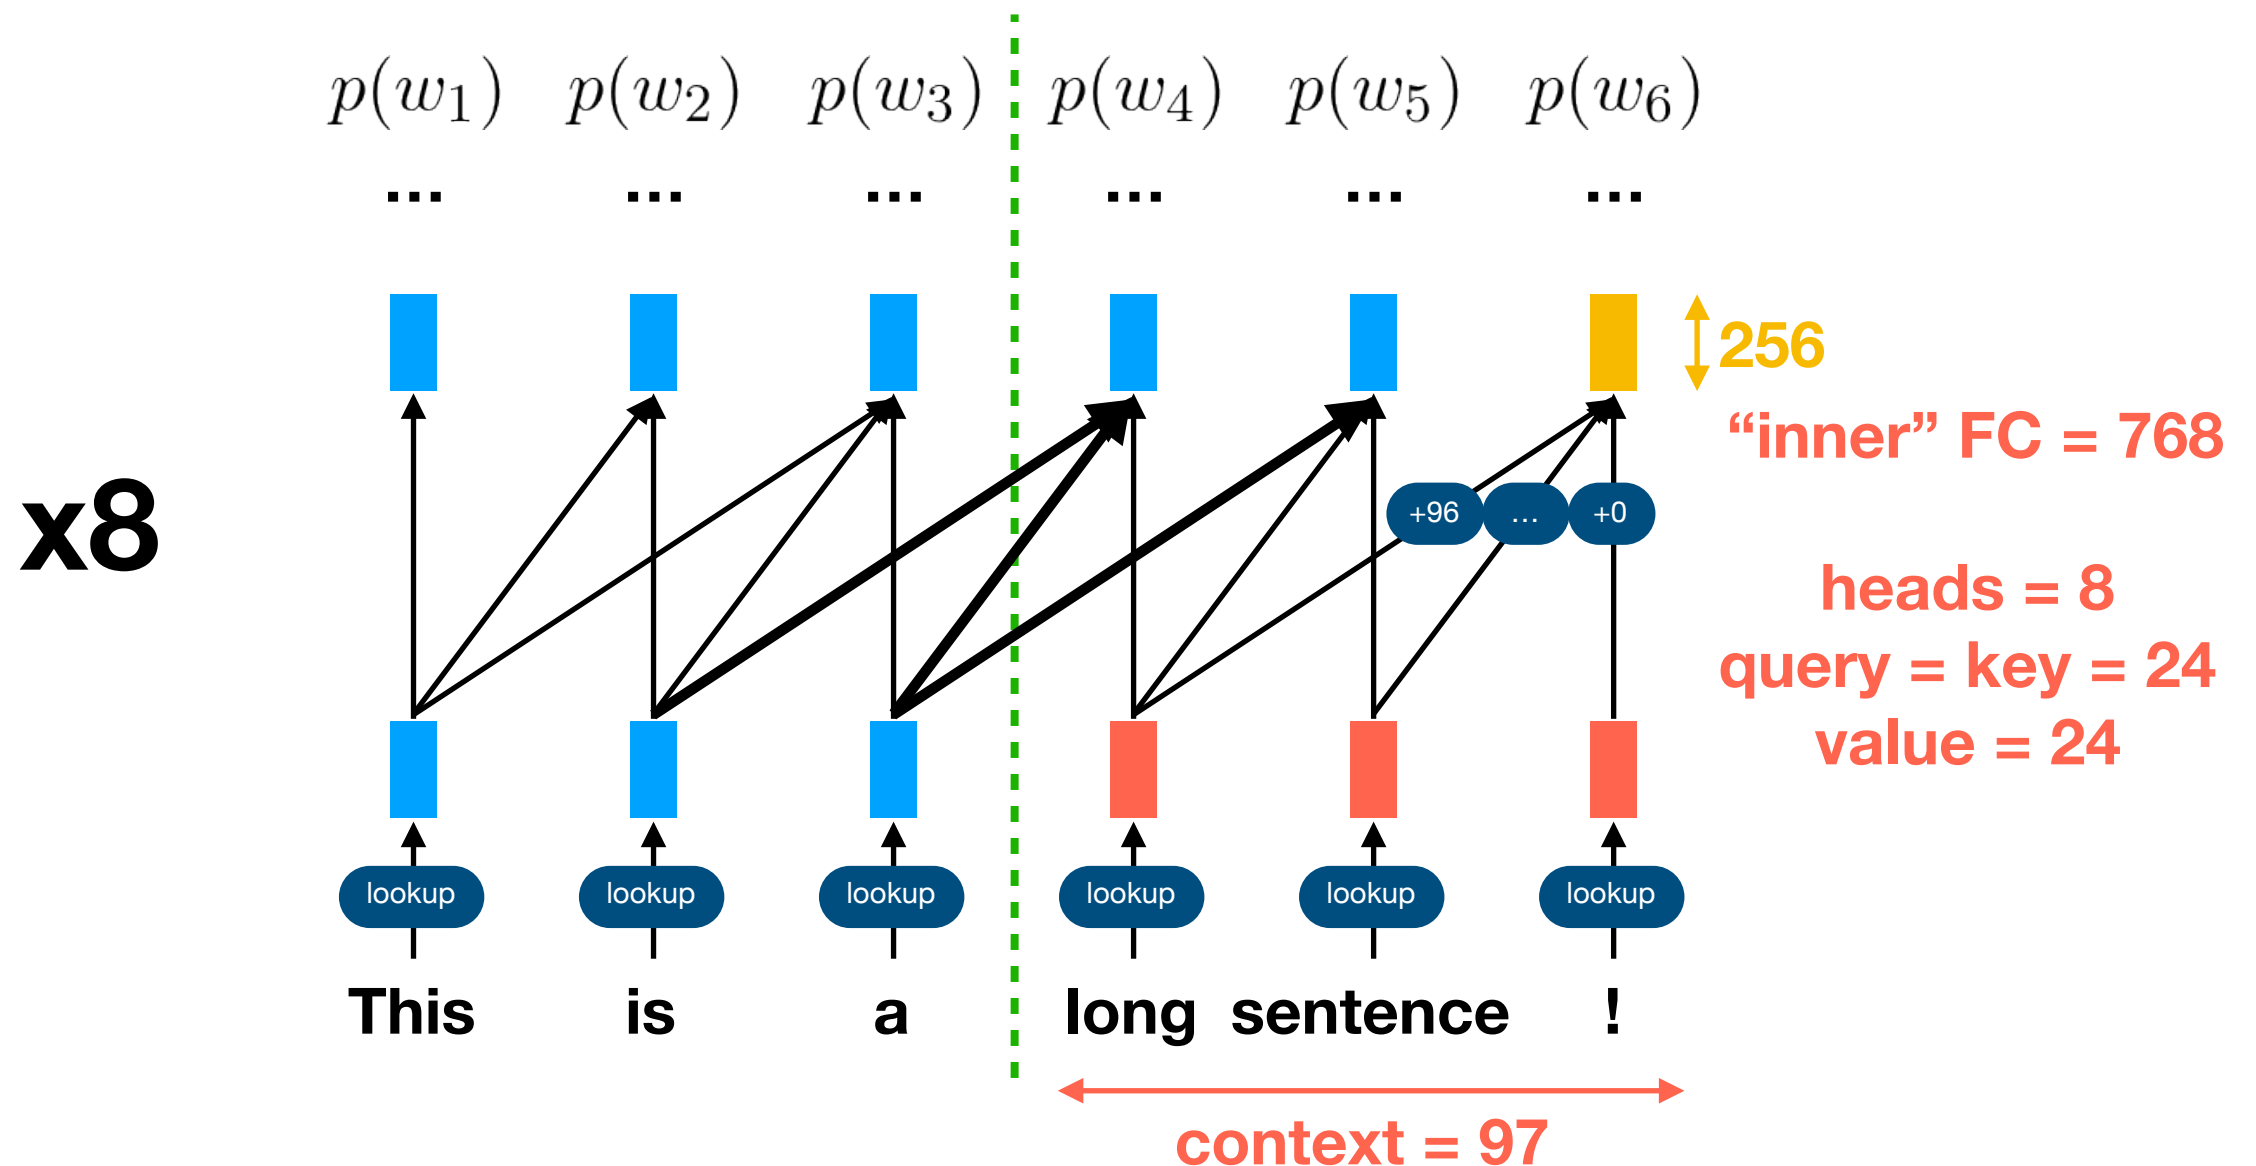 p(w₁) p(w₂) p(w₃) p(w₄) p(w₅) p(w₆)
... ... ... ... ... ...
256
“inner” FC = 768
x8
+96 ... +0
heads = 8
query = key = 24
value = 24
lookup lookup lookup lookup lookup lookup
This is a long sentence !
context = 97